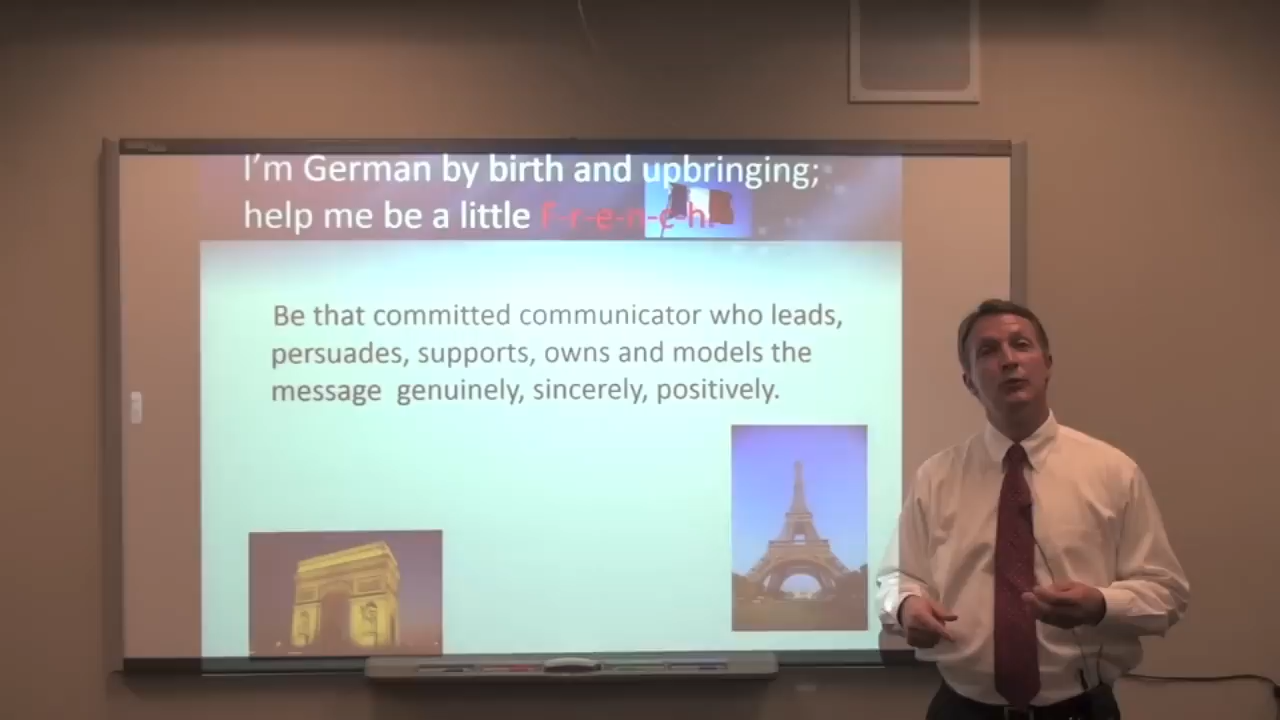 I'm German by birth and upbringing;
help me be a little F-r-e-n-c-h.
Be that committed communicator who leads,
persuades, supports, owns and models the
message genuinely, sincerely, positively.